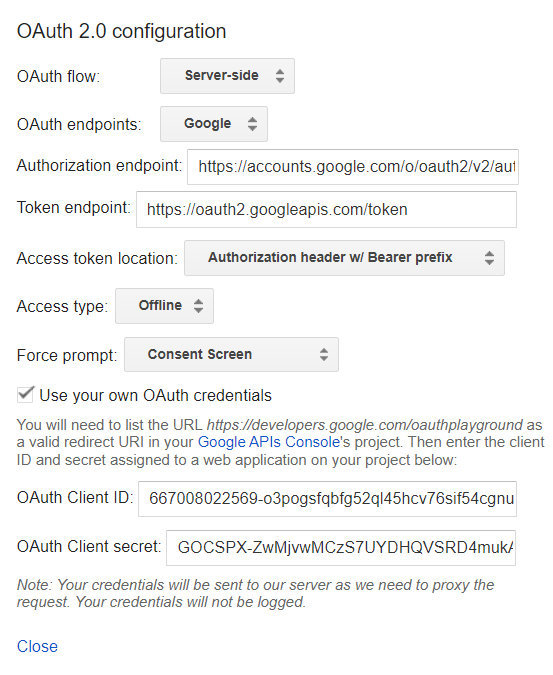 OAuth 2.0 configuration
OAuth flow: Server-side
OAuth endpoints: Google
Authorization endpoint: https://accounts.google.com/o/oauth2/v2/aut
Token endpoint: https://oauth2.googleapis.com/token
Access token location: Authorization header w/ Bearer prefix
Access type: Offline
Force prompt: Consent Screen
Use your own OAuth credentials
You will need to list the URL https://developers.google.com/oauthplayground as
a valid redirect URI in your Google APIs Console's project. Then enter the client
ID and secret assigned to a web application on your project below:
OAuth Client ID: 667008022569-o3pogsfqbfg52ql45hcv76sif54cgnu
OAuth Client secret: GOCSPX-ZwMjvwMCzS7UYDHQVSRD4mukA
Note: Your credentials will be sent to our server as we need to proxy the
request. Your credentials will not be logged.
Close